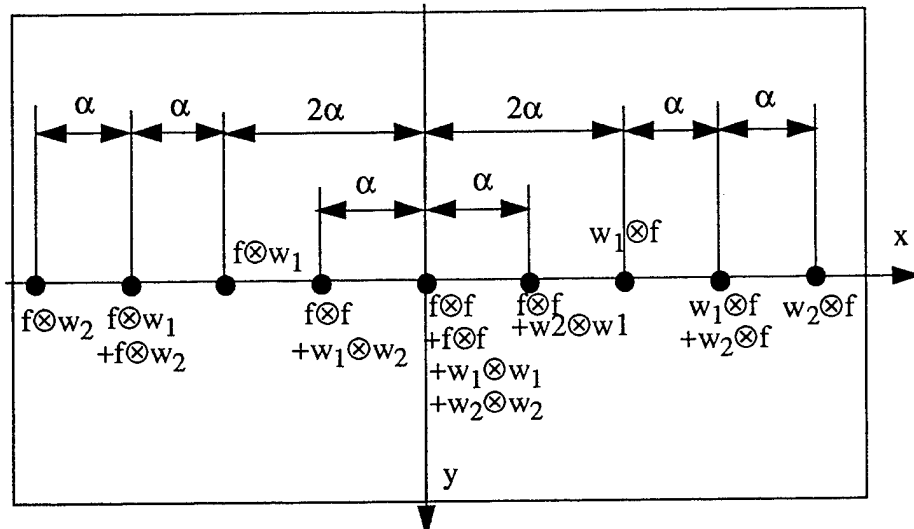 α α 2α 2α α α
α α
x
f⊗w₁ w₁⊗f
f⊗w₂ f⊗w₁ f⊗f f⊗f f⊗f w₁⊗f w₂⊗f
+f⊗w₂ +w₁⊗w₂ +f⊗f +w2⊗w1 +w₂⊗f
+w₁⊗w₁
+w₂⊗w₂
y